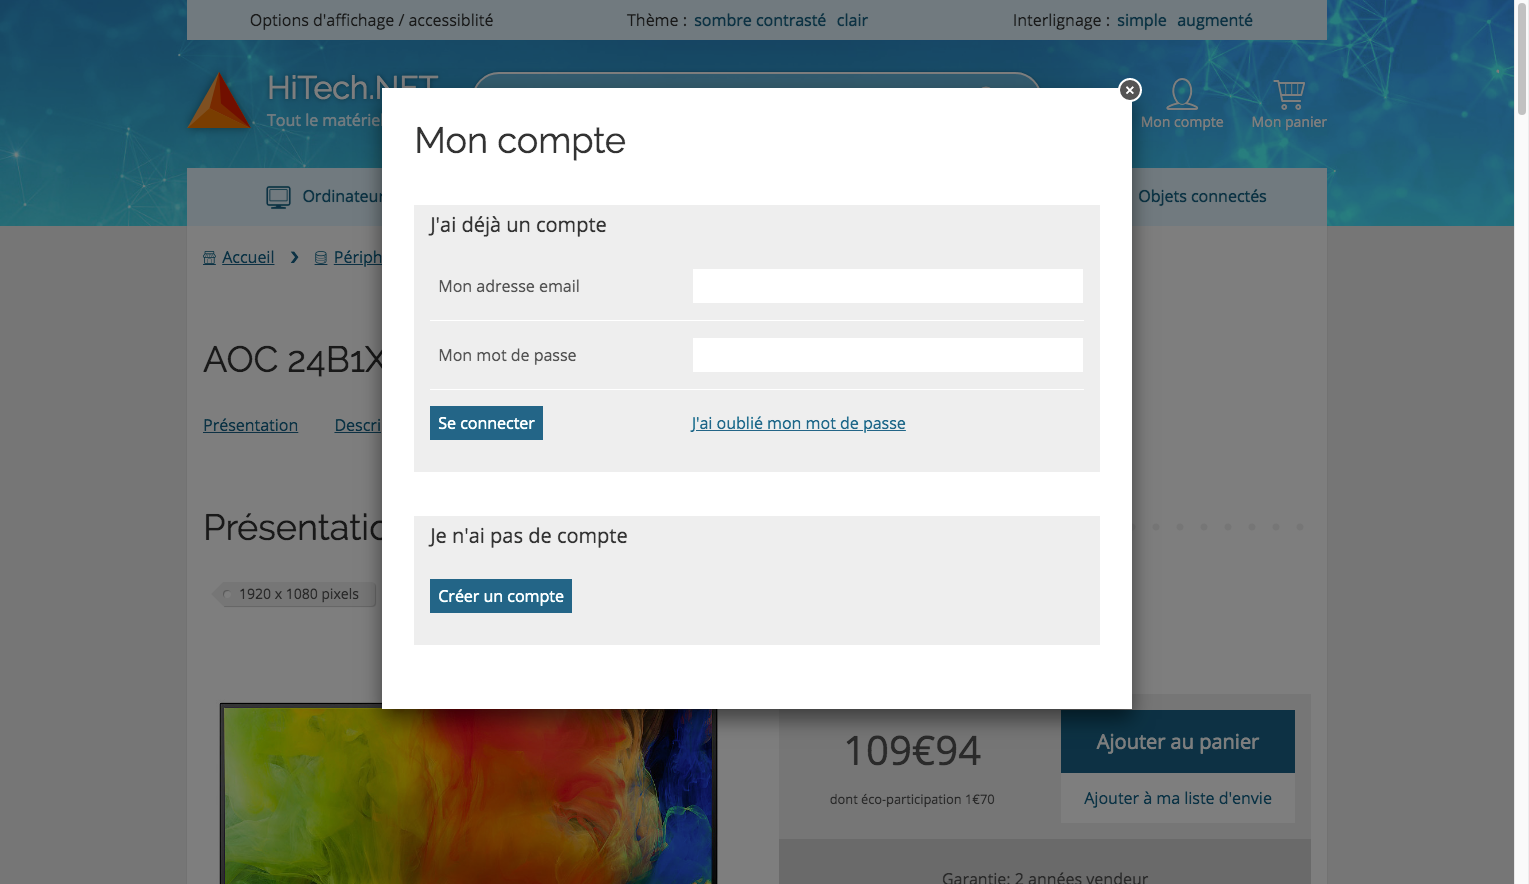 Options d'affichage / accessiblité
Thème : sombre contrasté clair
Interlignage : simple augmenté
HiTech.NET
Tout le matérie
Mon compte
Mon panier
Ordinateur
Objets connectés
Accueil
Périph
AOC 24B1X
Présentation
Descri
Présentatio
1920 x 1080 pixels
Mon compte
J'ai déjà un compte
Mon adresse email
Mon mot de passe
Se connecter
J'ai oublié mon mot de passe
Je n'ai pas de compte
Créer un compte
109€94
dont éco-participation 1€70
Ajouter au panier
Ajouter à ma liste d'envie
Garantie: 2 années vendeur